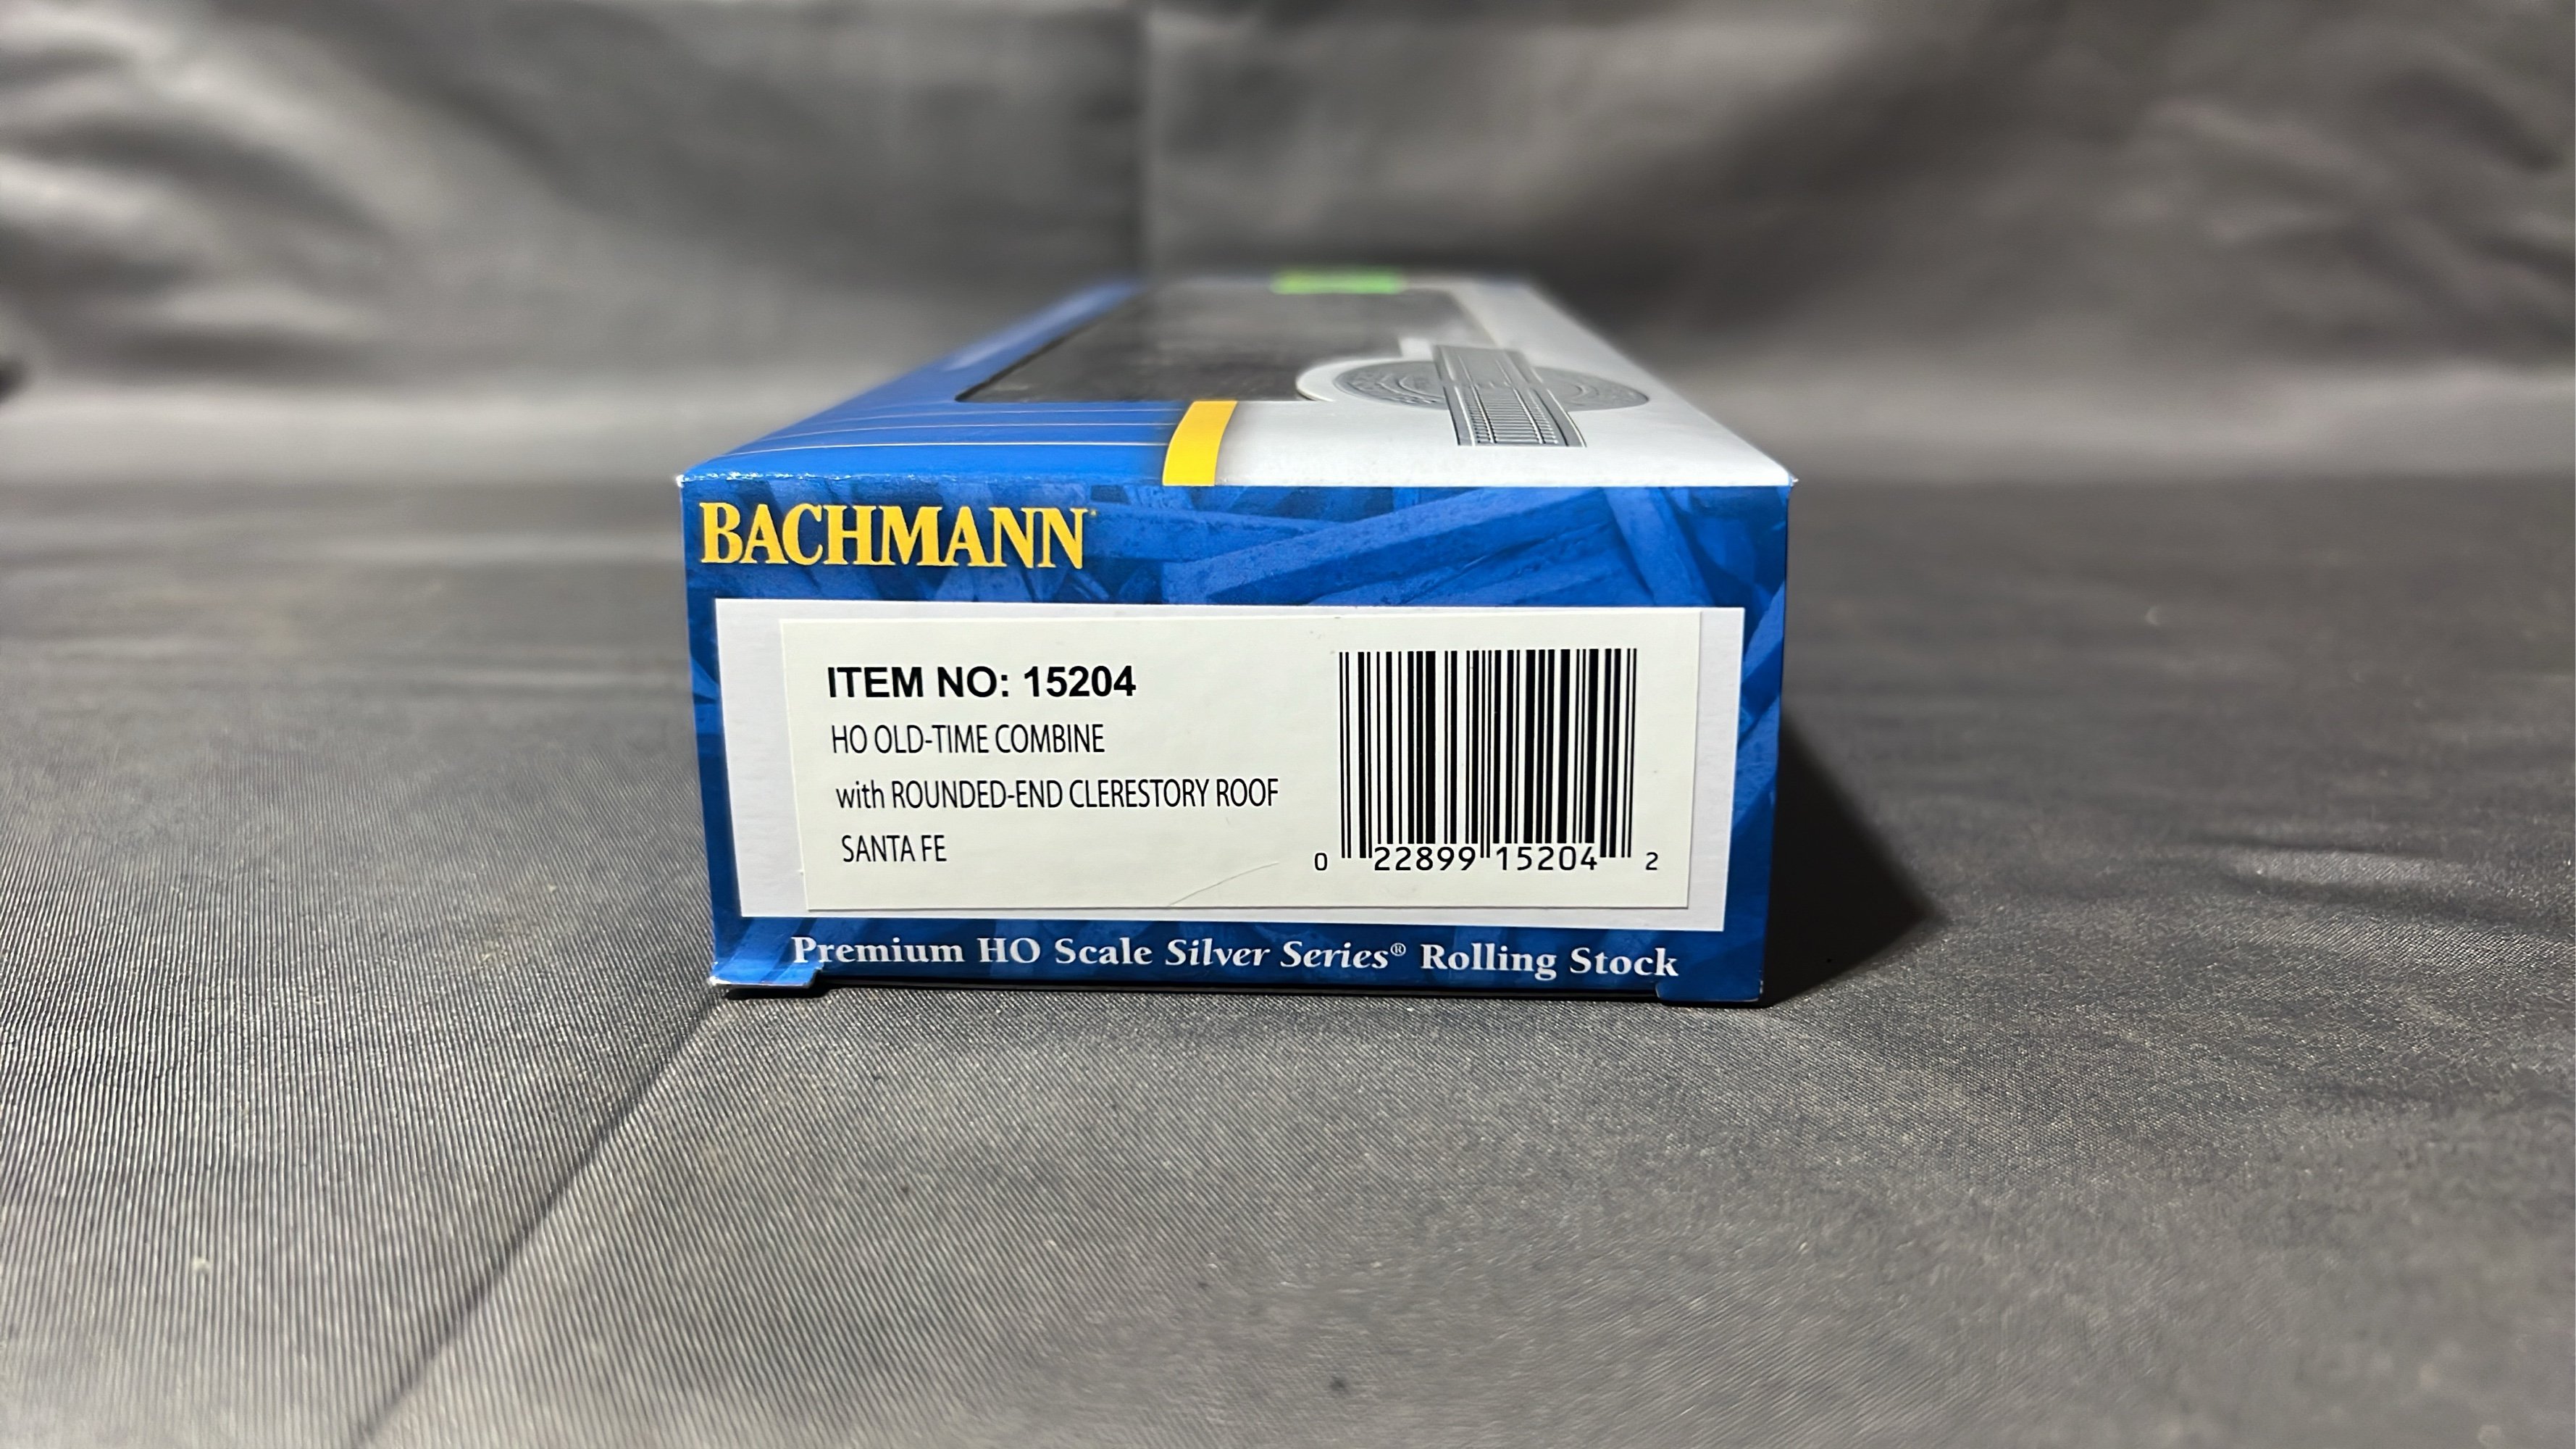 BACHMANN
ITEM NO: 15204
HO OLD-TIME COMBINE
with ROUNDED-END CLERESTORY ROOF
SANTA FE
0 22899 15204 2
Premium HO Scale Silver Series® Rolling Stock